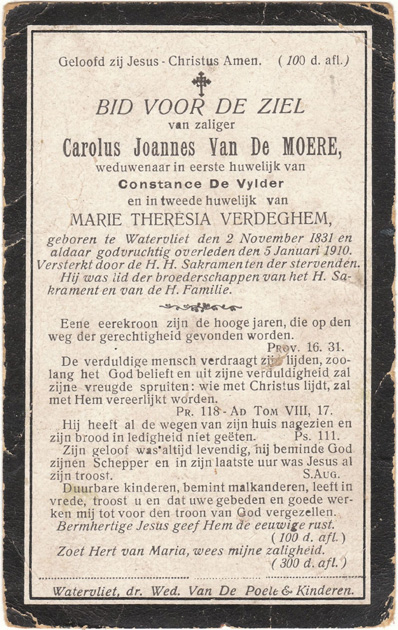 Geloofd zij Jesus - Christus Amen. (100 d. afl.)
BID VOOR DE ZIEL
van zaliger
Carolus Joannes Van De MOERE,
weduwenaar in eerste huwelijk van
Constance De Vylder
en in tweede huwelijk van
MARIE THERESIA VERDEGHEM,
geboren te Watervliet den 2 November 1831 en
aldaar godvruchtig overleden den 5 Januari 1910.
Versterkt door de H. H. Sakramenten der stervenden.
Hij was lid der broederschappen van het H. Sa-
krament en van de H. Familie.
Eene eerekroon zijn de hooge jaren, die op den
weg der gerechtigheid gevonden worden.
Prov. 16. 31.
De verduldige mensch verdraagt zijn lijden, zoo-
lang het God belieft en uit zijne verduldigheid zal
zijne vreugde spruiten: wie met Christus lijdt, zal
met Hem vereerlijkt worden.
Pr. 118 - Ad Tom VIII, 17.
Hij heeft al de wegen van zijn huis nagezien en
zijn brood in ledigheid niet geëten. Ps. 111.
Zijn geloof was altijd levendig, hij beminde God
zijnen Schepper en in zijn laatste uur was Jesus al
zijn troost. S. Aug.
Duurbare kinderen, bemint malkanderen, leeft in
vrede, troost u en dat uwe gebeden en goede wer-
ken mij tot voor den troon van God vergezellen.
Bermhertige Jesus geef Hem de eeuwige rust.
(100 d. afl.)
Zoet Hert van Maria, wees mijne zaligheid.
(300 d. afl.)
Watervliet, dr. Wed. Van De Poele & Kinderen.